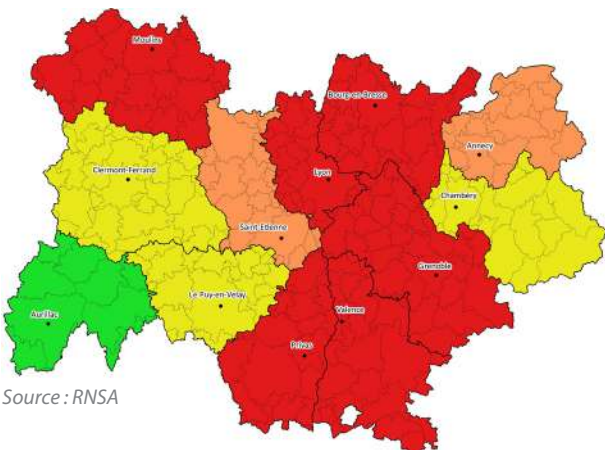 Moulins
Bourg-en-Bresse
Annecy
Clermont-Ferrand
Lyon
Chambéry
Saint-Etienne
Grenoble
Le Puy-en-Velay
Aurillac
Valence
Privas
Source : RNSA